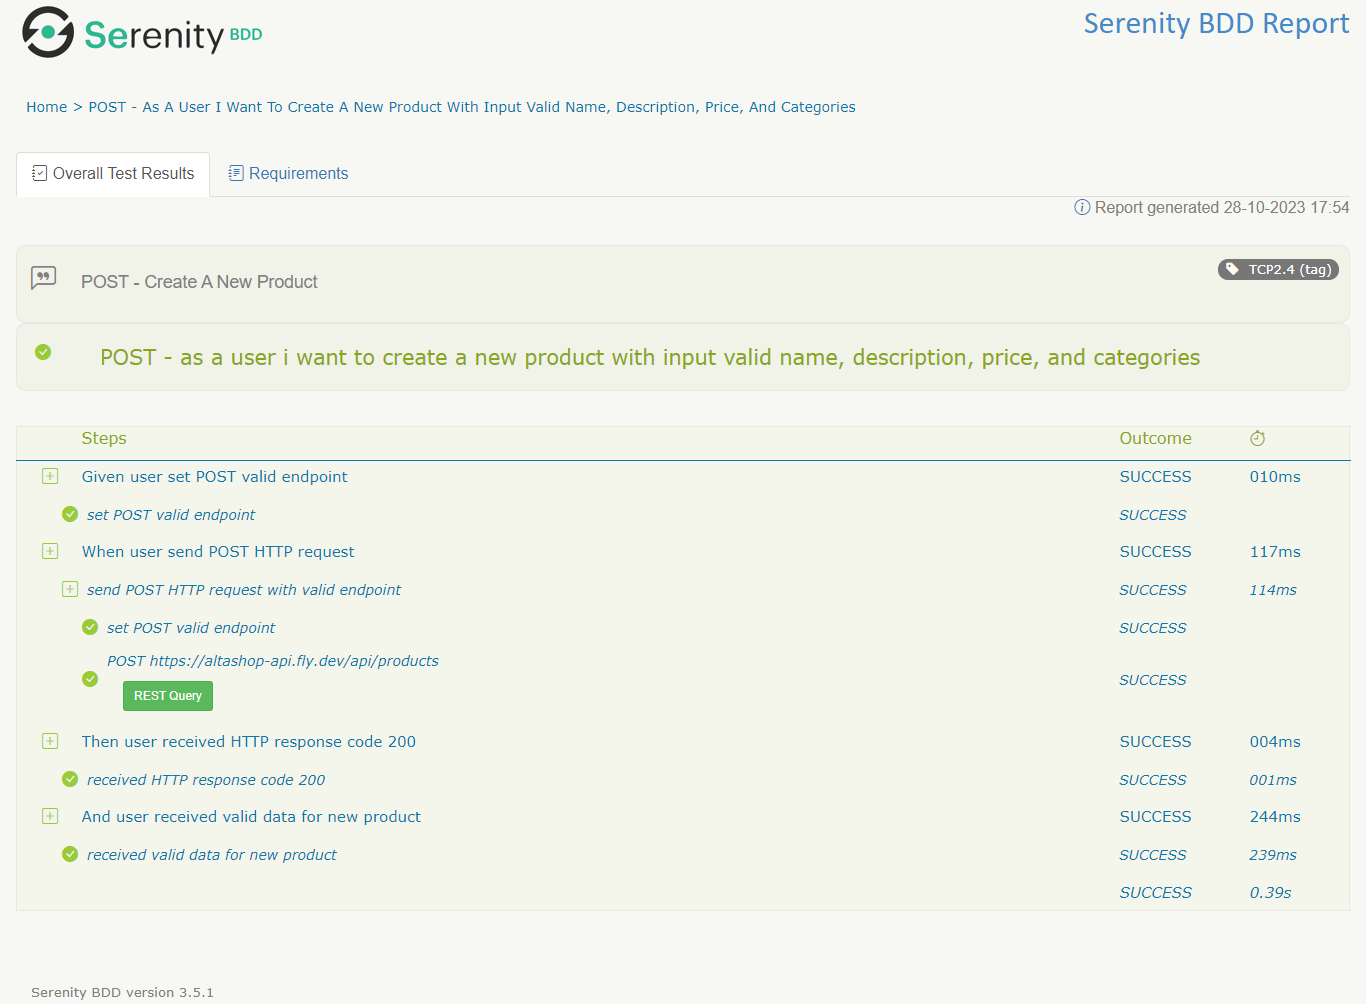 Serenity BDD
Serenity BDD Report
Home > POST - As A User I Want To Create A New Product With Input Valid Name, Description, Price, And Categories
Overall Test Results
Requirements
Report generated 28-10-2023 17:54
POST - Create A New Product
TCP2.4 (tag)
POST - as a user i want to create a new product with input valid name, description, price, and categories
Steps Outcome
Given user set POST valid endpoint SUCCESS 010ms
set POST valid endpoint SUCCESS
When user send POST HTTP request SUCCESS 117ms
send POST HTTP request with valid endpoint SUCCESS 114ms
set POST valid endpoint SUCCESS
POST https://altashop-api.fly.dev/api/products
SUCCESS
REST Query
Then user received HTTP response code 200 SUCCESS 004ms
received HTTP response code 200 SUCCESS 001ms
And user received valid data for new product SUCCESS 244ms
received valid data for new product SUCCESS 239ms
SUCCESS 0.39s
Serenity BDD version 3.5.1